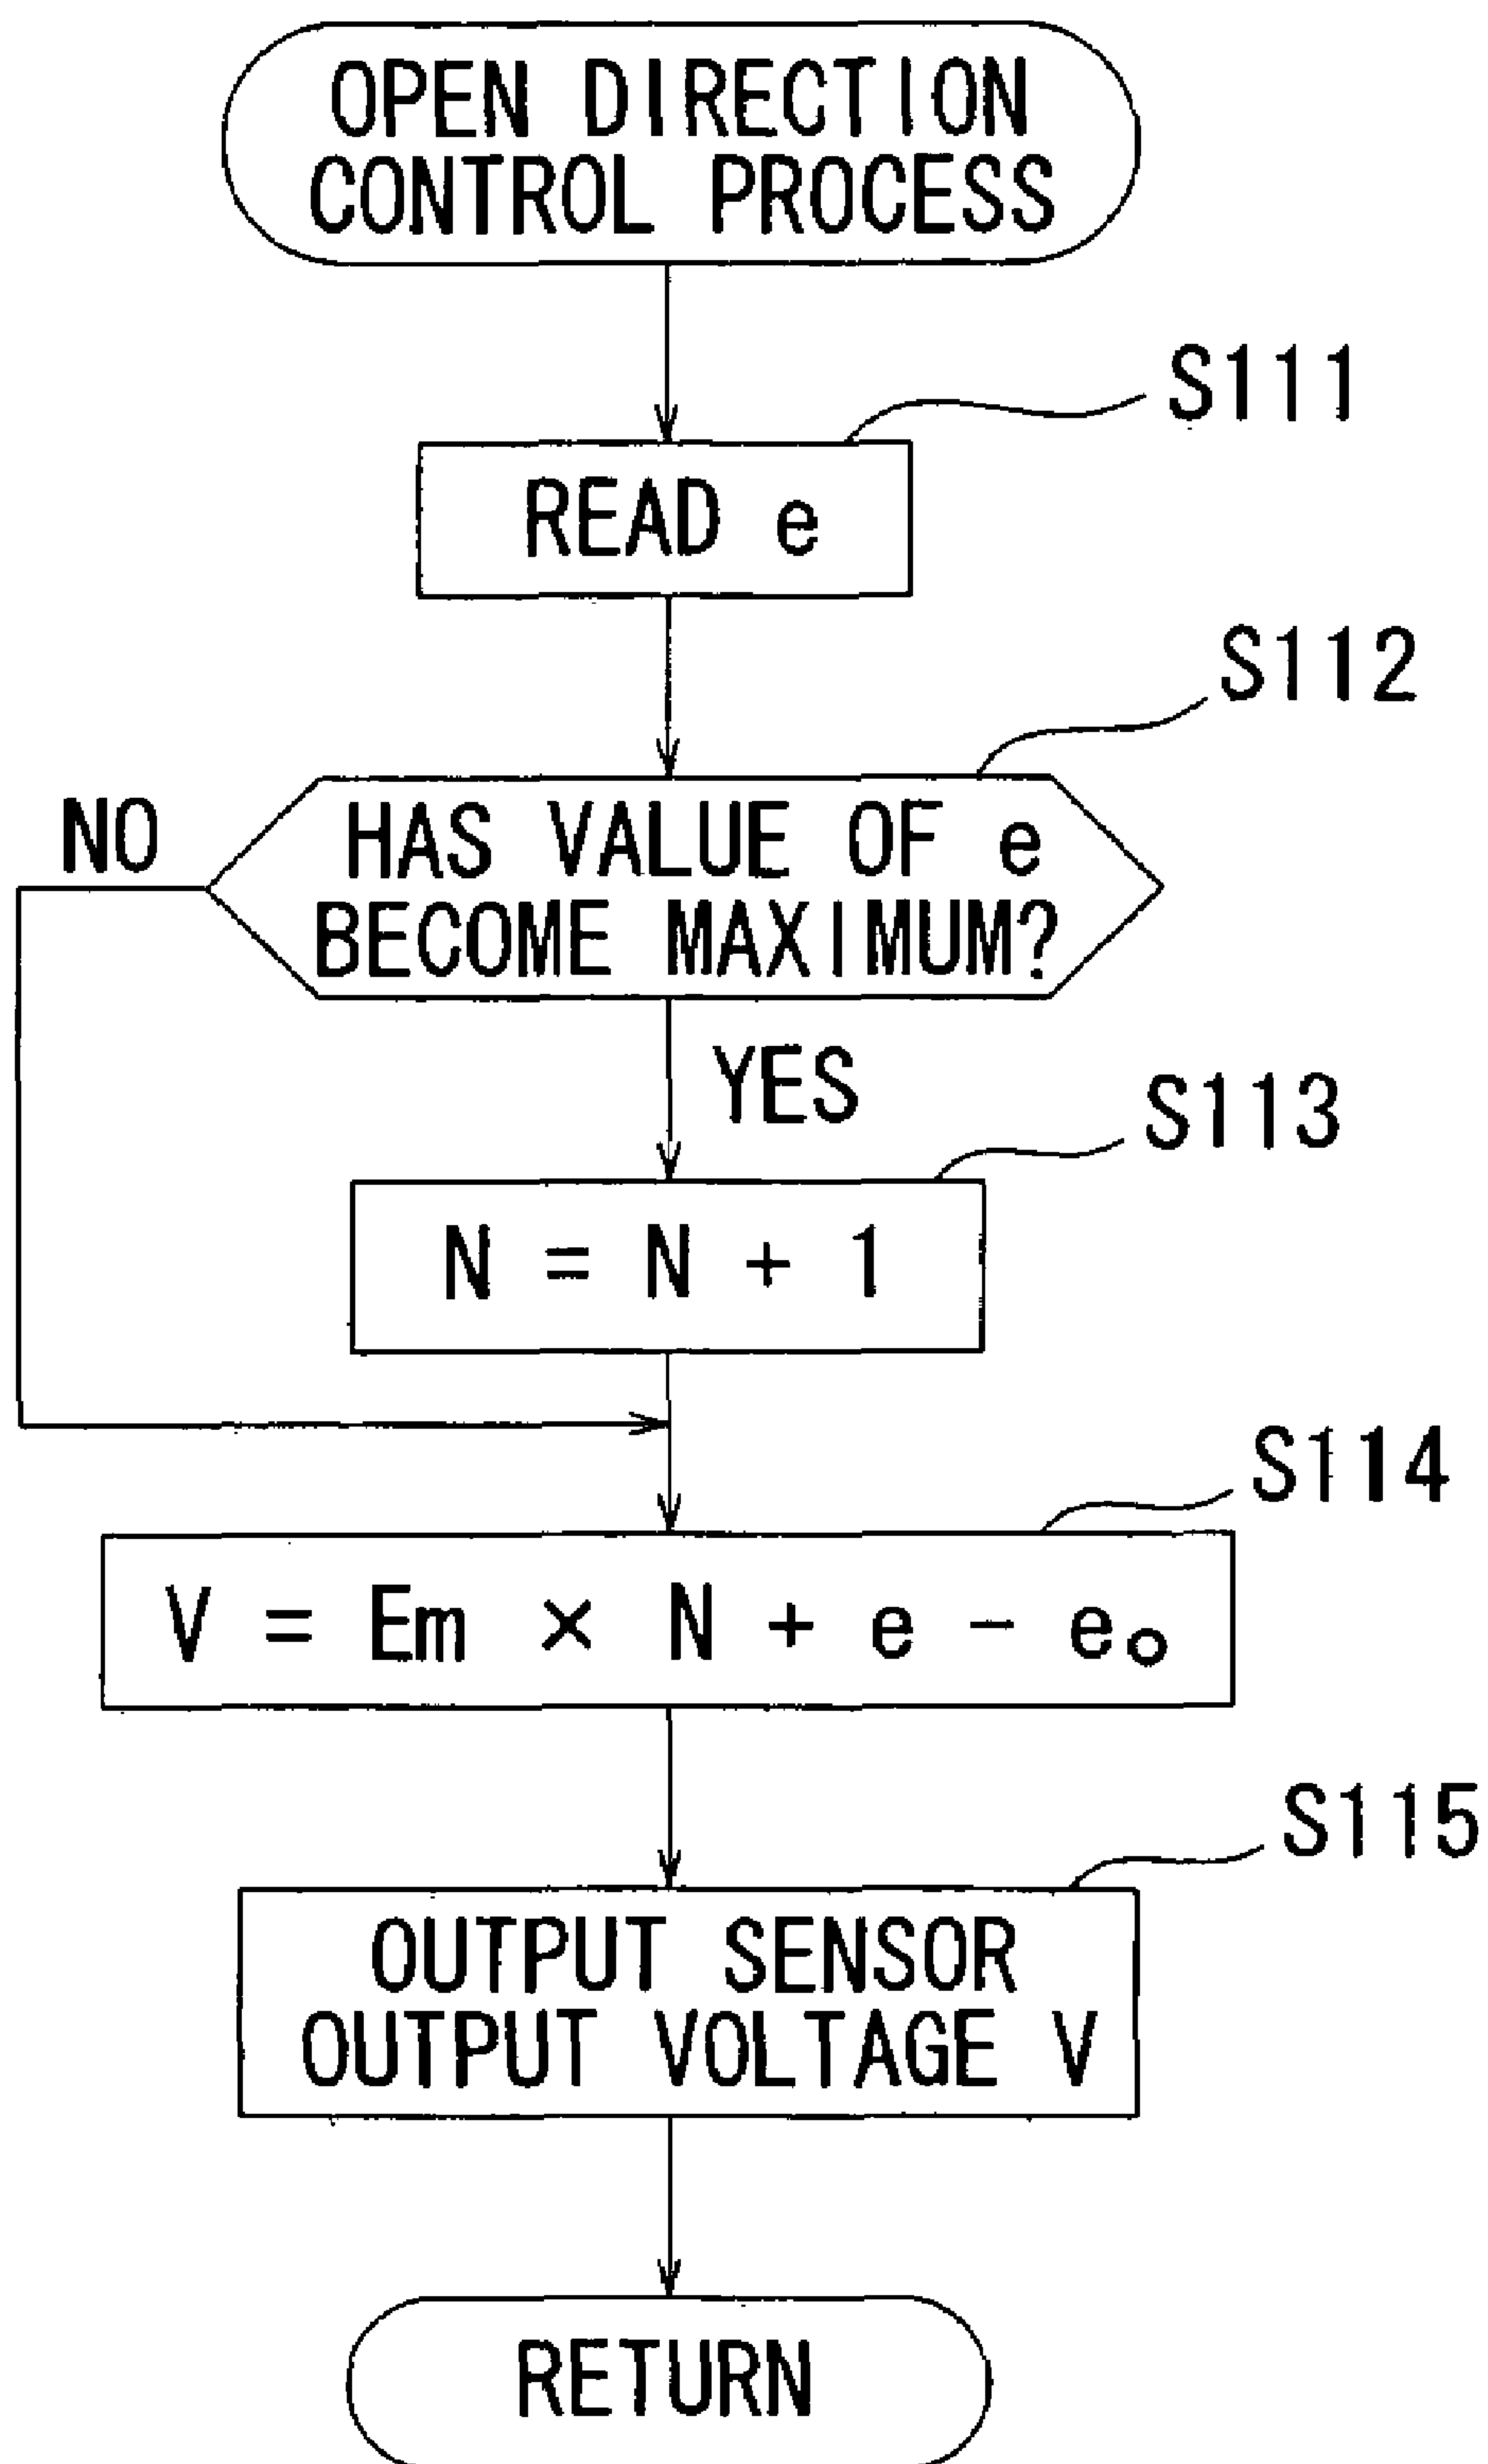 OPEN DIRECTION
CONTROL PROCESS
S111
READ e
S112
NO
HAS VALUE OF e
BECOME MAXIMUM?
YES
S113
N = N + 1
S114
V = Em × N + e - e₀
S115
OUTPUT SENSOR
OUTPUT VOLTAGE V
RETURN